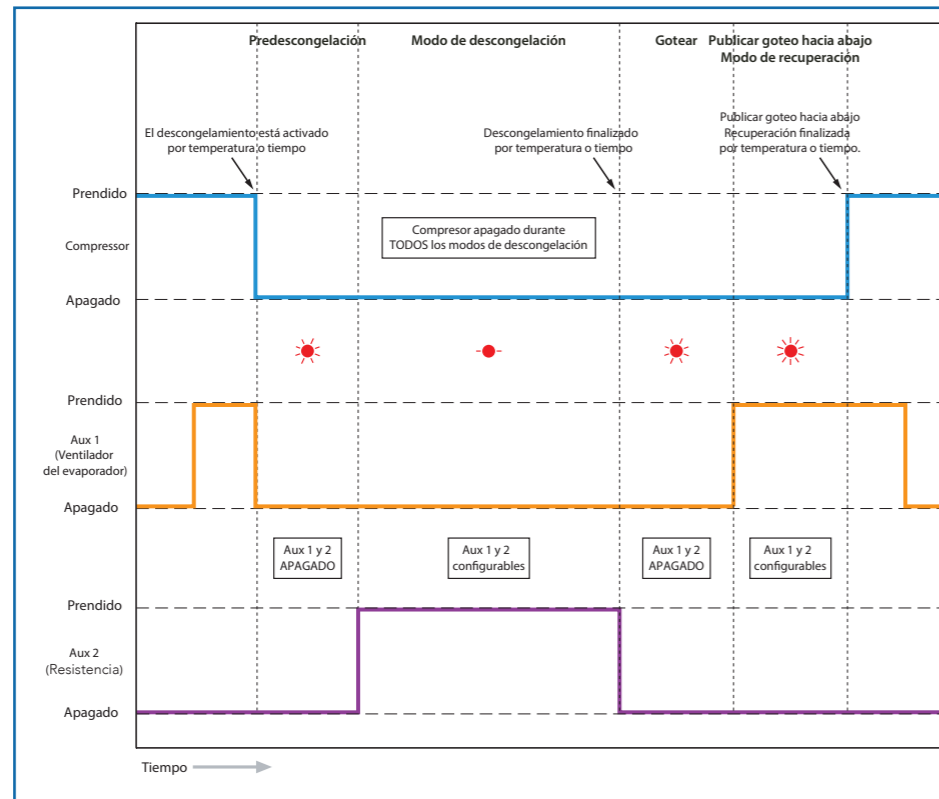 Predescongelación
Modo de descongelación
Gotear
Publicar goteo hacia abajo
Modo de recuperación
El descongelamiento está activado
por temperatura o tiempo
Descongelamiento finalizado
por temperatura o tiempo
Publicar goteo hacia abajo
Recuperación finalizada
por temperatura o tiempo.
Prendido
Compressor
Apagado
Compresor apagado durante
TODOS los modos de descongelación
Prendido
Aux 1
(Ventilador
del evaporador)
Apagado
Aux 1 y 2
APAGADO
Aux 1 y 2
configurables
Aux 1 y 2
APAGADO
Aux 1 y 2
configurables
Prendido
Aux 2
(Resistencia)
Apagado
Tiempo